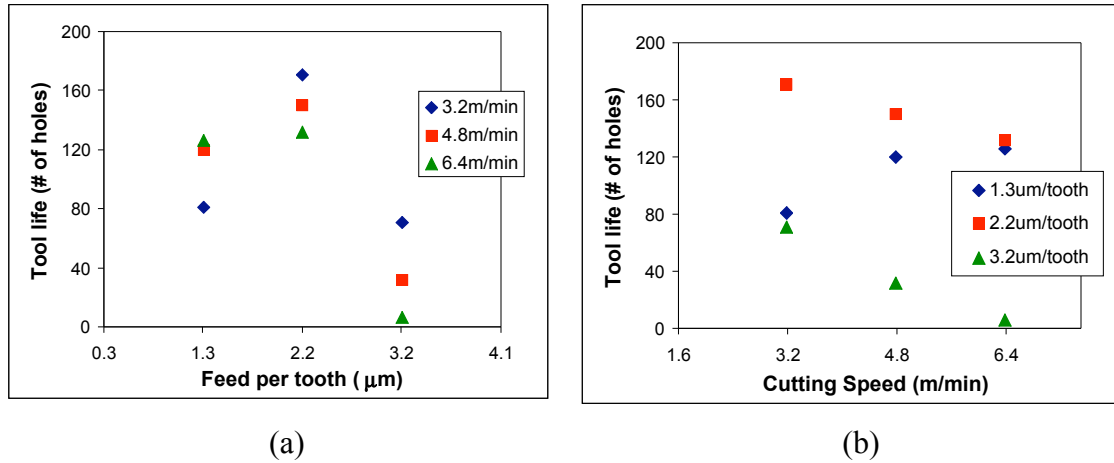 200
160
120
80
40
0
Tool life (# of holes)
0.3 1.3 2.2 3.2 4.1
Feed per tooth ( μm)
3.2m/min
4.8m/min
6.4m/min
(a)
200
160
120
80
40
0
Tool life (# of holes)
1.6 3.2 4.8 6.4
Cutting Speed (m/min)
1.3um/tooth
2.2um/tooth
3.2um/tooth
(b)